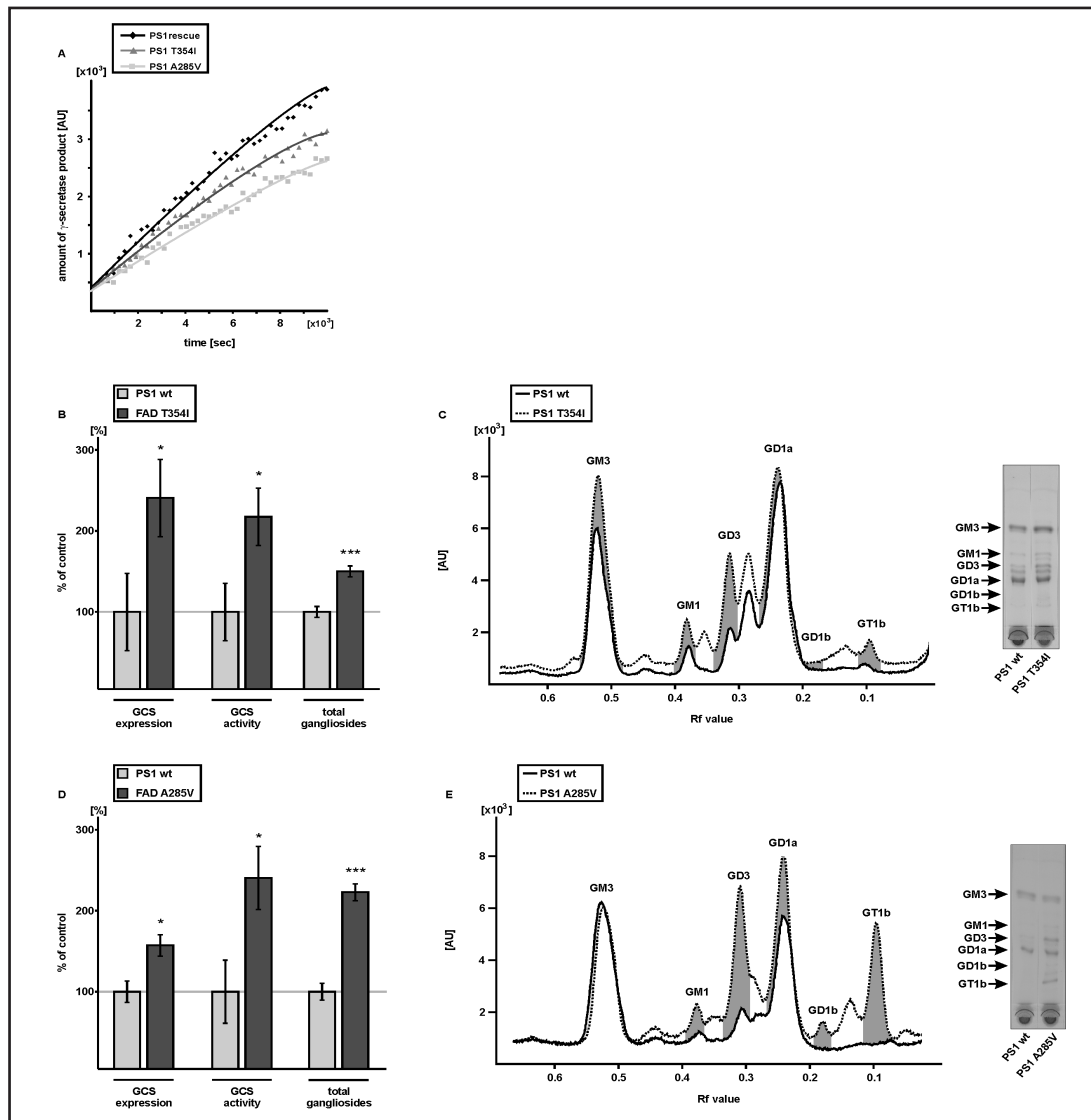 PS1rescue
PS1 T354I
PS1 A285V
A
[x10³]
amount of γ-secretase product [AU]
3
2
1
2 4 6 8 [x10³]
time [sec]
PS1 wt
FAD T354I
B
[%]
% of control
300
200
100
* * ***
GCS expression
GCS activity
total gangliosides
PS1 wt
PS1 T354I
C
[x10³]
[AU]
8
6
4
2
GM3
GM1
GD3
GD1a
GD1b
GT1b
0.6 0.5 0.4 0.3 0.2 0.1
Rf value
GM3
GM1
GD3
GD1a
GD1b
GT1b
PS1 wt
PS1 T354I
PS1 wt
FAD A285V
D
[%]
% of control
300
200
100
* * ***
GCS expression
GCS activity
total gangliosides
PS1 wt
PS1 A285V
E
[x10³]
[AU]
8
6
4
2
GM3
GM1
GD3
GD1a
GD1b
GT1b
0.6 0.5 0.4 0.3 0.2 0.1
Rf value
GM3
GM1
GD3
GD1a
GD1b
GT1b
PS1 wt
PS1 A285V